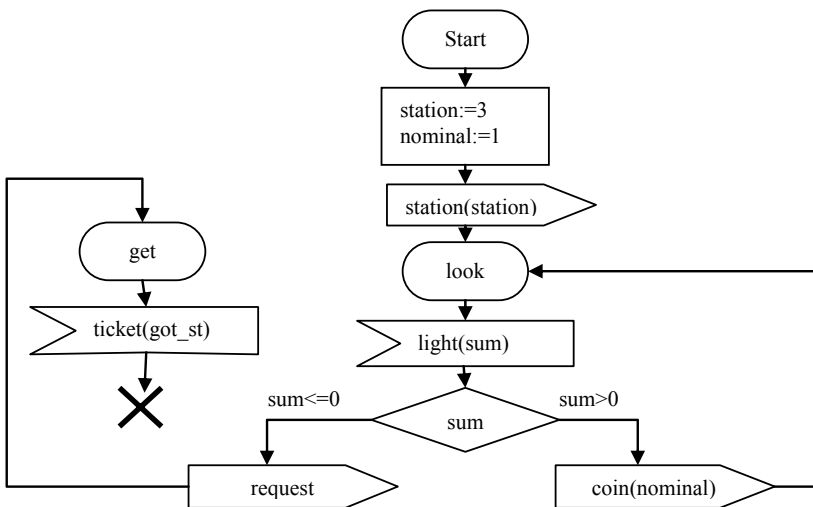 Start
station:=3
nominal:=1
station(station)
look
light(sum)
sum
sum<=0
sum>0
request
coin(nominal)
get
ticket(got_st)